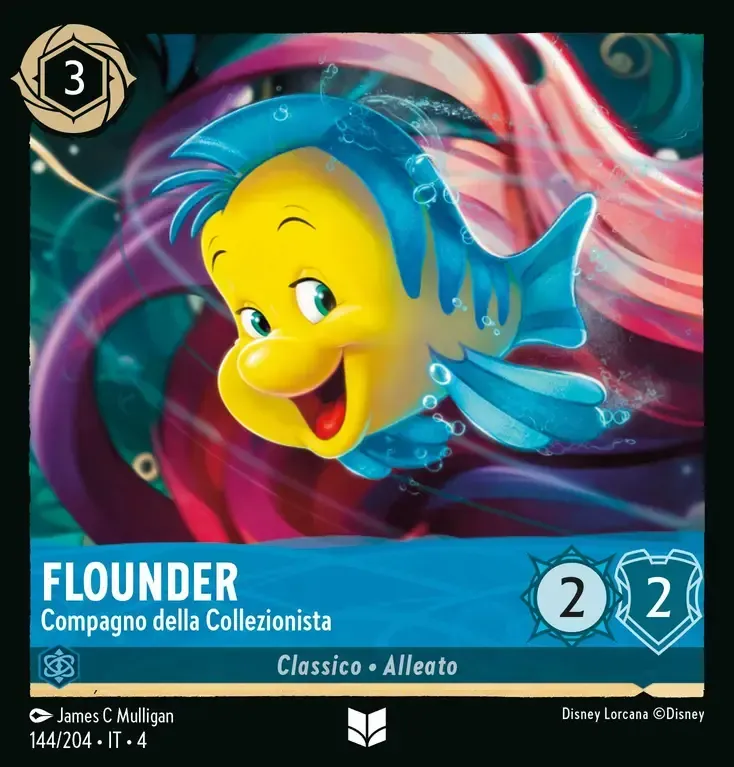 3
FLOUNDER
Compagno della Collezionista
2
2
Classico • Alleato
James C Mulligan
Disney Lorcana ©Disney
144/204 • IT • 4